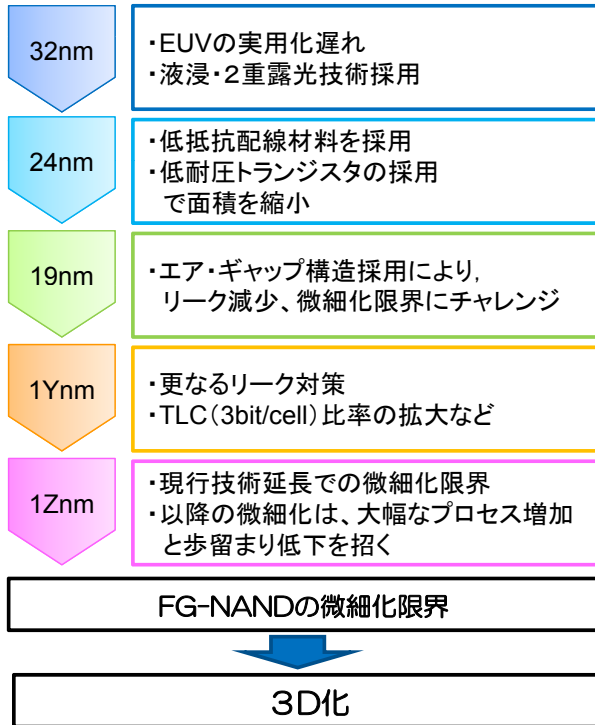 32nm
・EUVの実用化遅れ
・液浸・2重露光技術採用
24nm
・低抵抗配線材料を採用
・低耐圧トランジスタの採用
で面積を縮小
19nm
・エア・ギャップ構造採用により,
リーク減少、微細化限界にチャレンジ
1Ynm
・更なるリーク対策
・TLC(3bit/cell)比率の拡大など
1Znm
・現行技術延長での微細化限界
・以降の微細化は、大幅なプロセス増加
と歩留まり低下を招く
FG-NANDの微細化限界
3D化